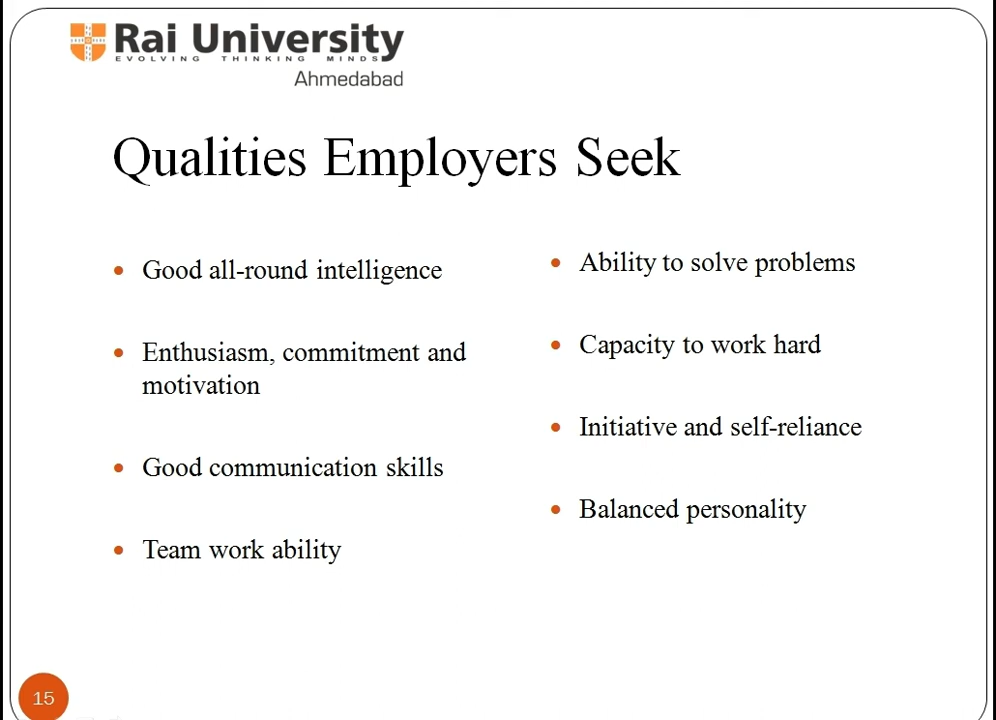 Rai University
EVOLVING THINKING MINDS
Ahmedabad
Qualities Employers Seek
• Good all-round intelligence
• Enthusiasm, commitment and
motivation
• Good communication skills
• Team work ability
• Ability to solve problems
• Capacity to work hard
• Initiative and self-reliance
• Balanced personality
15